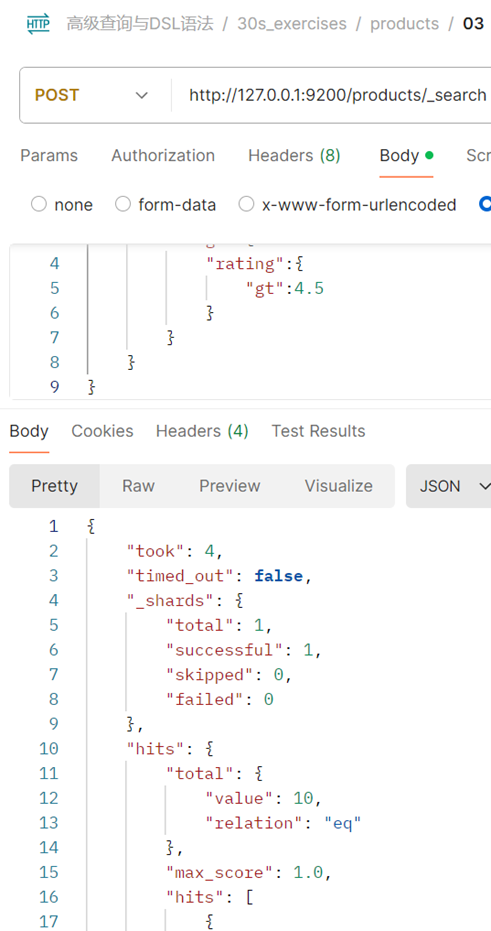 HTTP 高级查询与DSL语法 / 30s_exercises / products / 03
POST http://127.0.0.1:9200/products/_search
Params Authorization Headers (8) Body Scr
none form-data x-www-form-urlencoded
4 "rating":{
5 "gt":4.5
6 }
7 }
8 }
9 }
Body Cookies Headers (4) Test Results
Pretty Raw Preview Visualize JSON
1 {
2 "took": 4,
3 "timed_out": false,
4 "_shards": {
5 "total": 1,
6 "successful": 1,
7 "skipped": 0,
8 "failed": 0
9 },
10 "hits": {
11 "total": {
12 "value": 10,
13 "relation": "eq"
14 },
15 "max_score": 1.0,
16 "hits": [
17 {